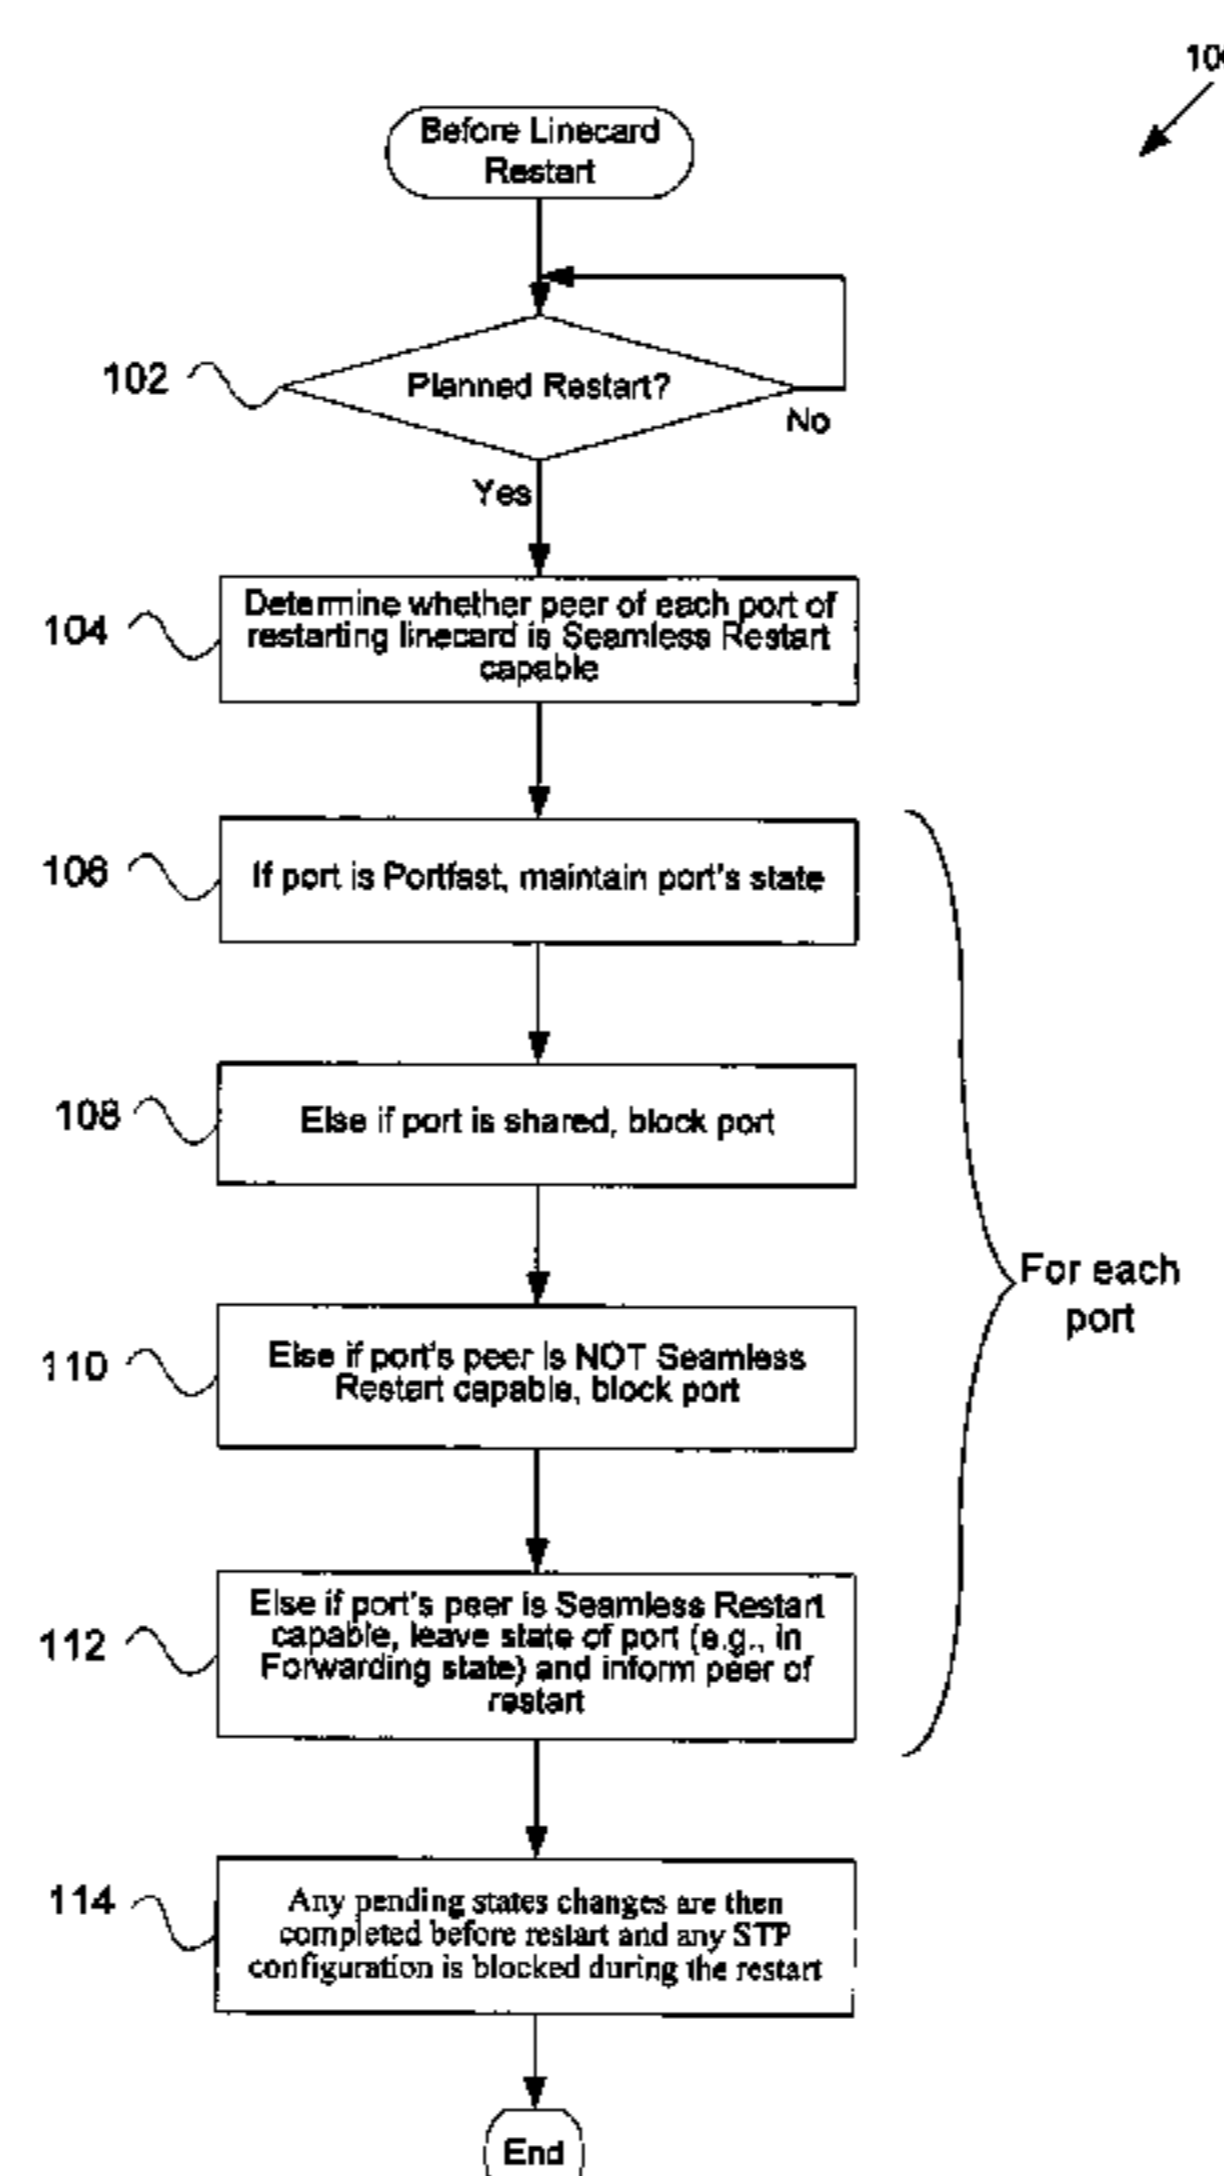 Before Linecard
Restart
102
Planned Restart?
No
Yes
104
Determine whether peer of each port of
restarting linecard is Seamless Restart
capable
106
If port is Portfast, maintain port's state
108
Else if port is shared, block port
For each
port
110
Else if port's peer is NOT Seamless
Restart capable, block port
112
Else if port's peer is Seamless Restart
capable, leave state of port (e.g., in
Forwarding state) and inform peer of
restart
114
Any pending states changes are then
completed before restart and any STP
configuration is blocked during the restart
End